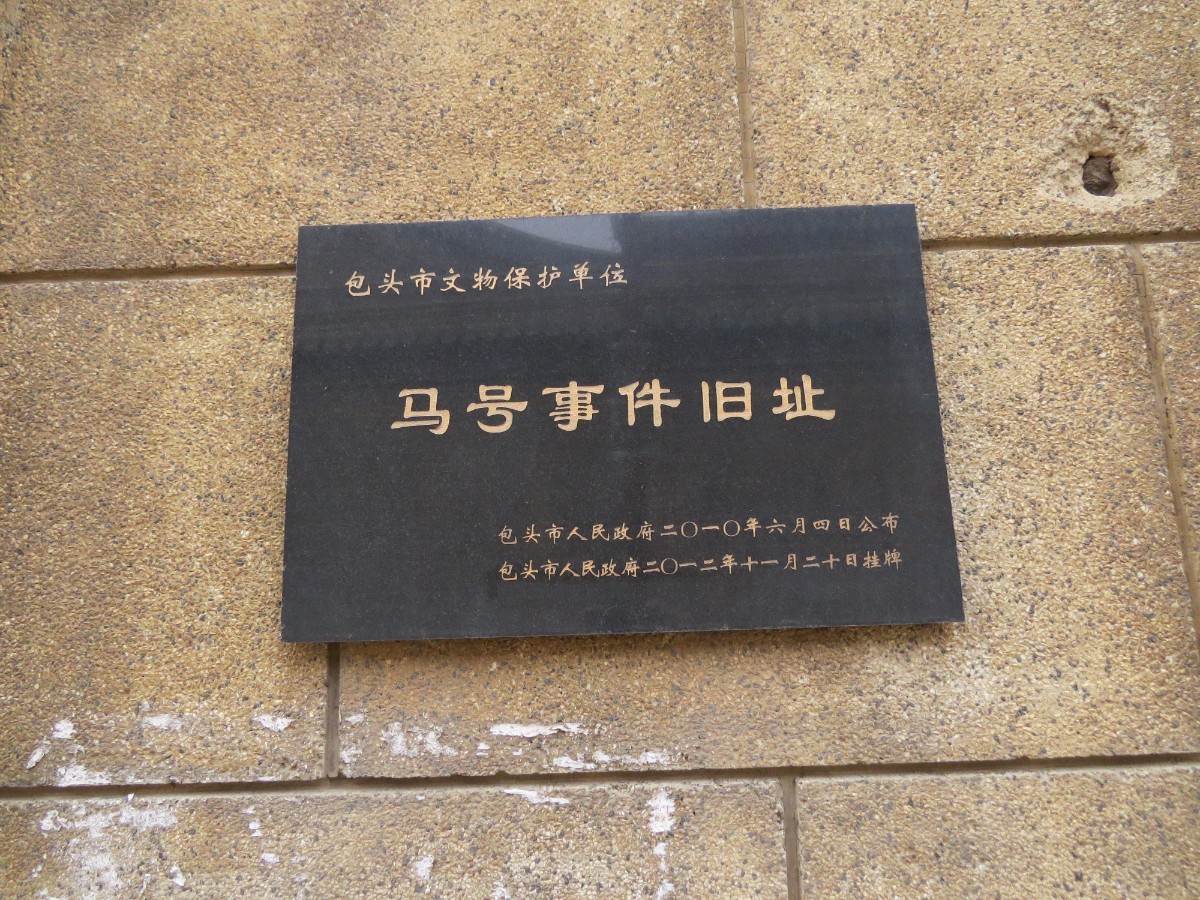 包头市文物保护单位
马号事件旧址
包头市人民政府二〇一〇年六月四日公布
包头市人民政府二〇一二年十一月二十日挂牌